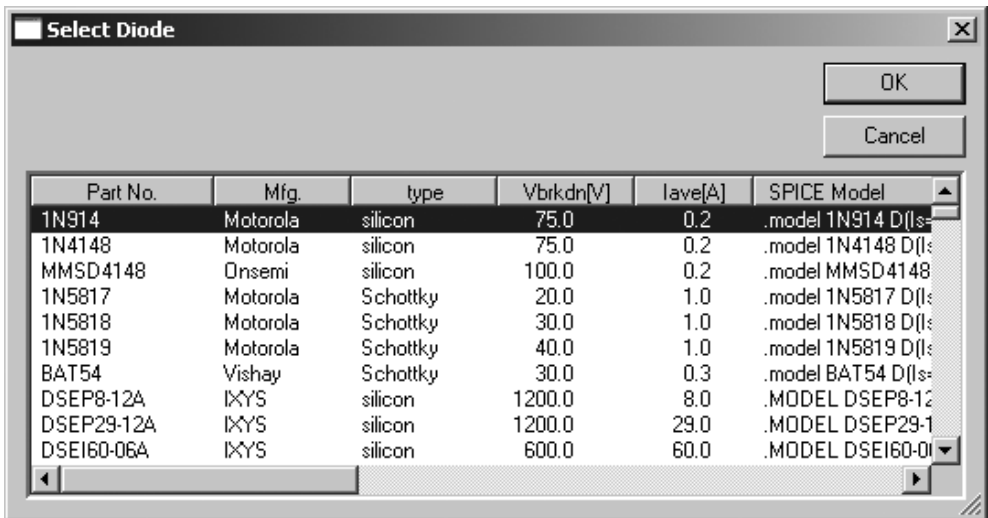 Select Diode
OK
Cancel
Part No. Mfg. type Vbrkdn[V] Iave[A] SPICE Model
1N914 Motorola silicon 75.0 0.2 .model 1N914 D(Is=
1N4148 Motorola silicon 75.0 0.2 .model 1N4148 D(Is
MMSD4148 Onsemi silicon 100.0 0.2 .model MMSD4148
1N5817 Motorola Schottky 20.0 1.0 .model 1N5817 D(Is
1N5818 Motorola Schottky 30.0 1.0 .model 1N5818 D(Is
1N5819 Motorola Schottky 40.0 1.0 .model 1N5819 D(Is
BAT54 Vishay Schottky 30.0 0.3 .model BAT54 D(Is=
DSEP8-12A IXYS silicon 1200.0 8.0 .MODEL DSEP8-12
DSEP29-12A IXYS silicon 1200.0 29.0 .MODEL DSEP29-1
DSEI60-06A IXYS silicon 600.0 60.0 .MODEL DSEI60-0